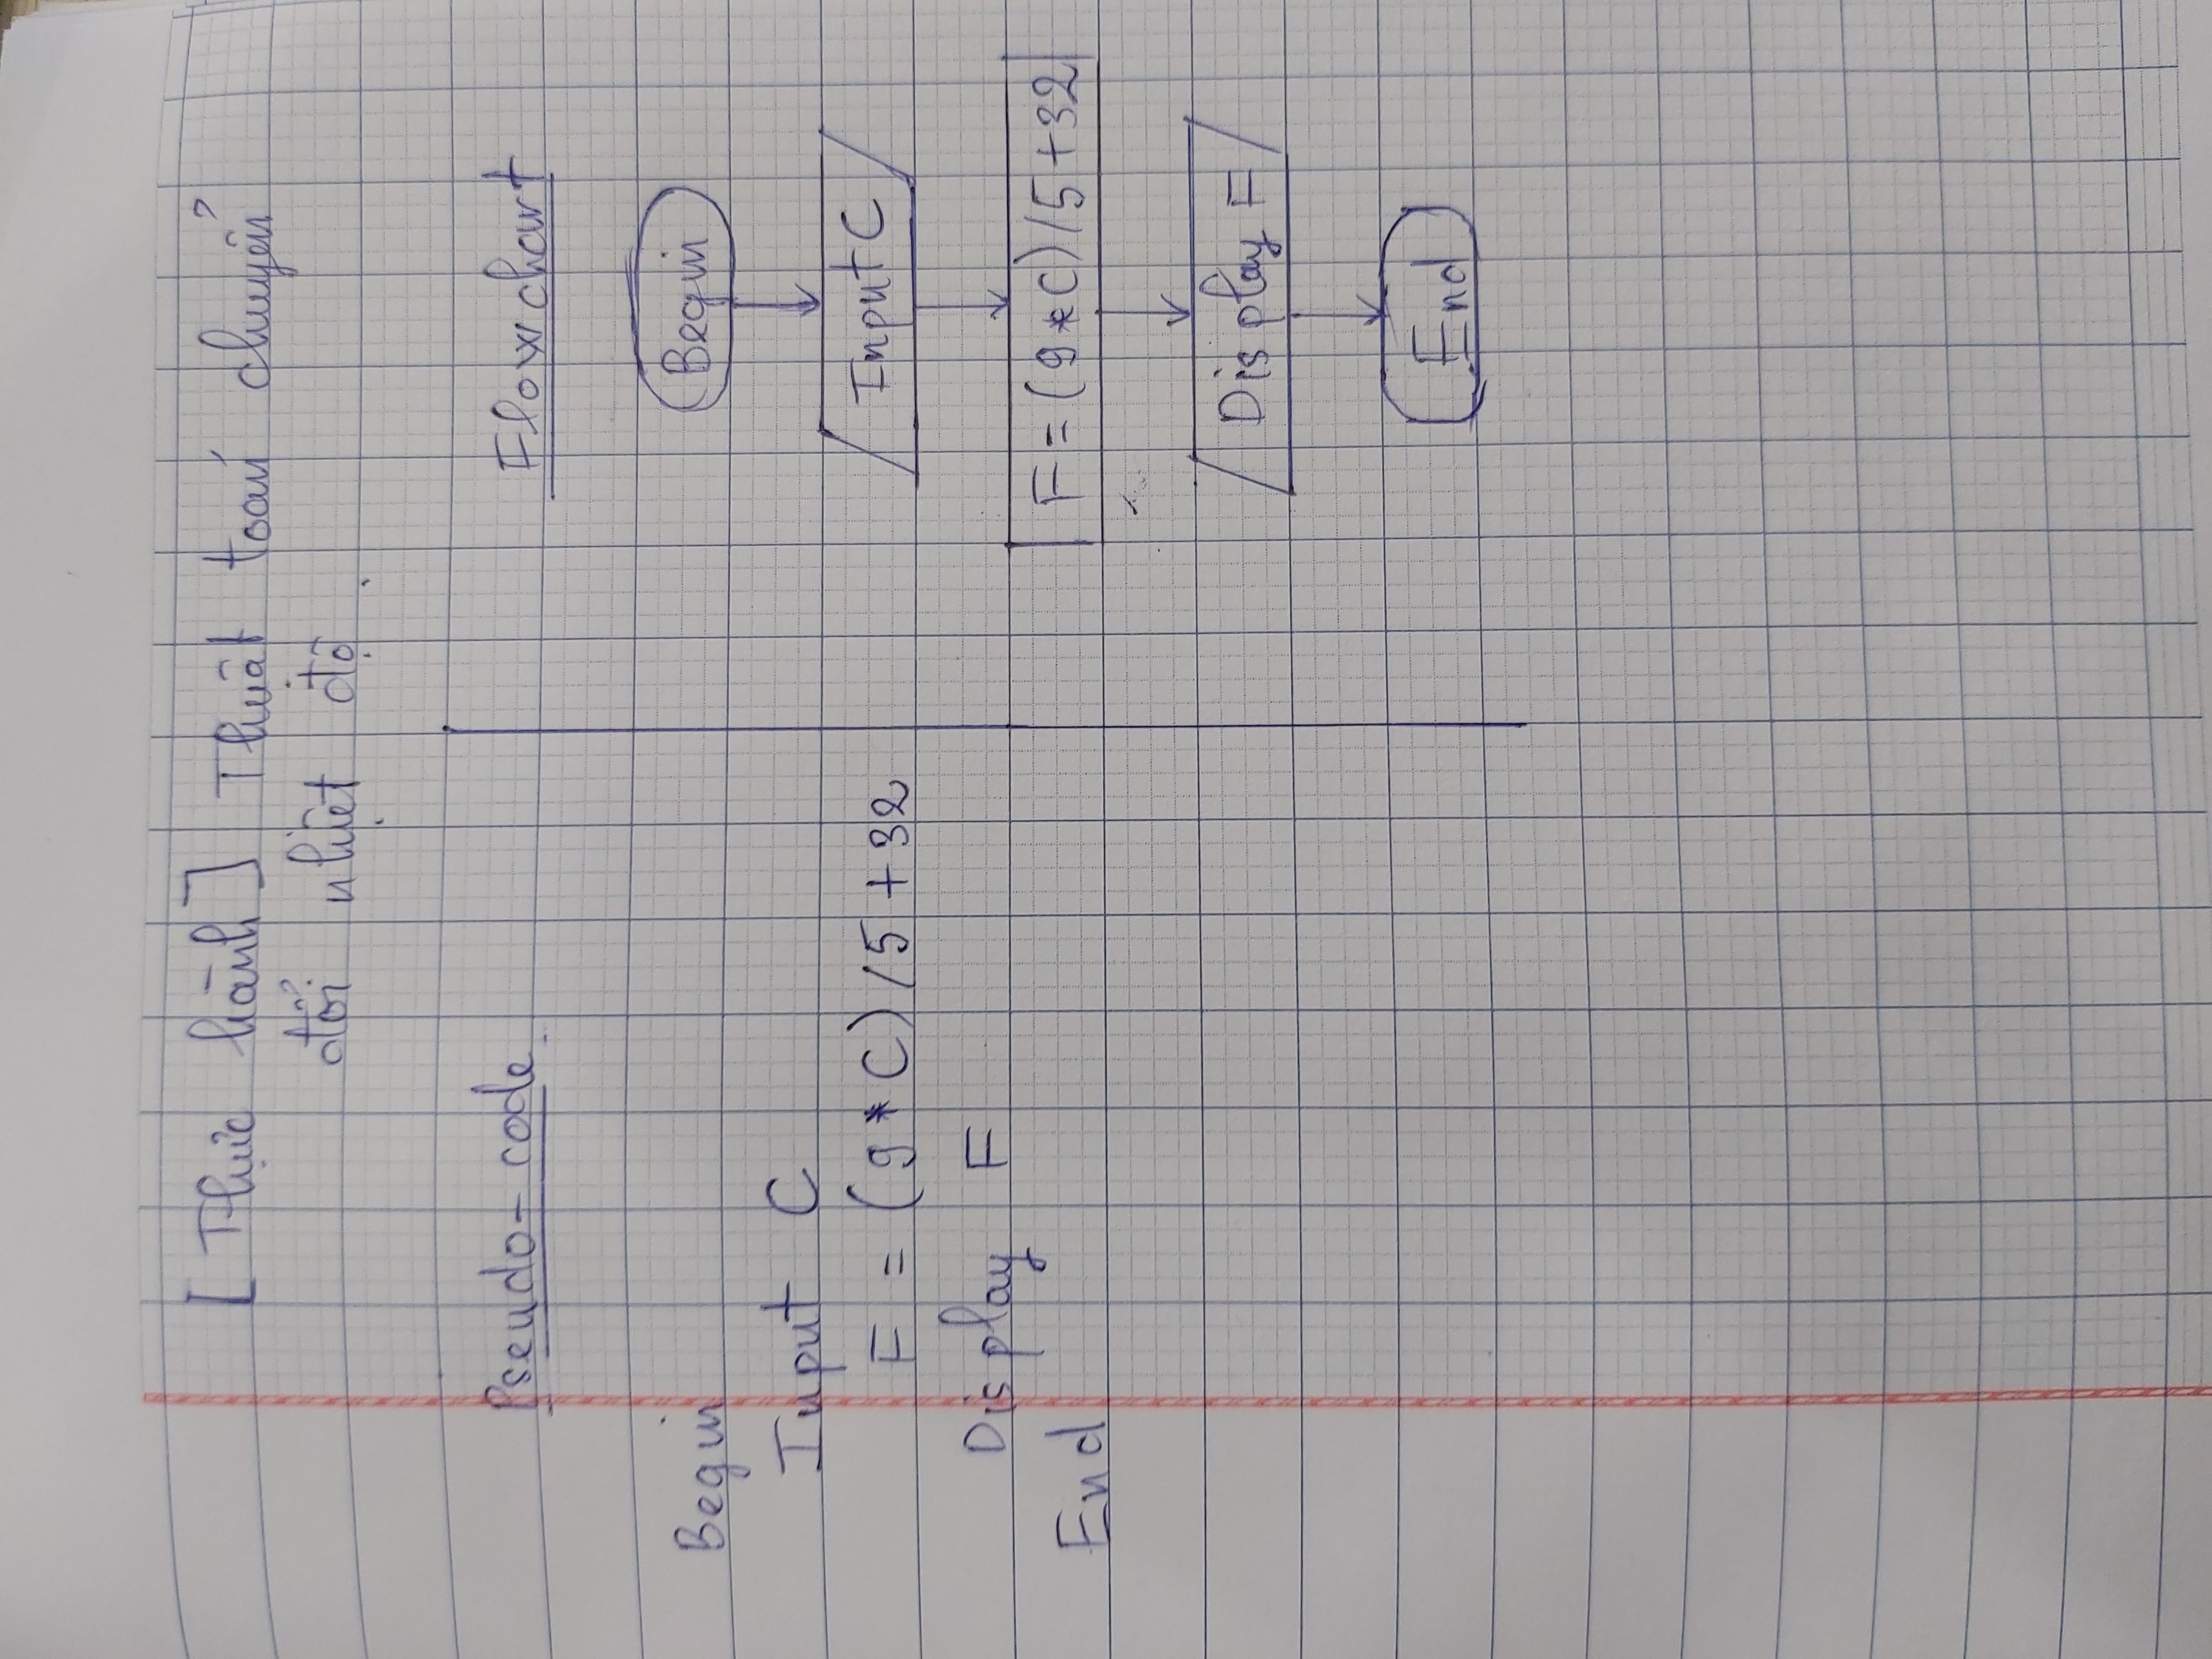 [Thực hành] Thuật toán chuyển
đổi nhiệt độ.
Pseudo-code
Begin
Input C
F = (9 * C) / 5 + 32
Display F
End
Flowchart
Begin
Input C
F = (9 * C) / 5 + 32
Display F
End